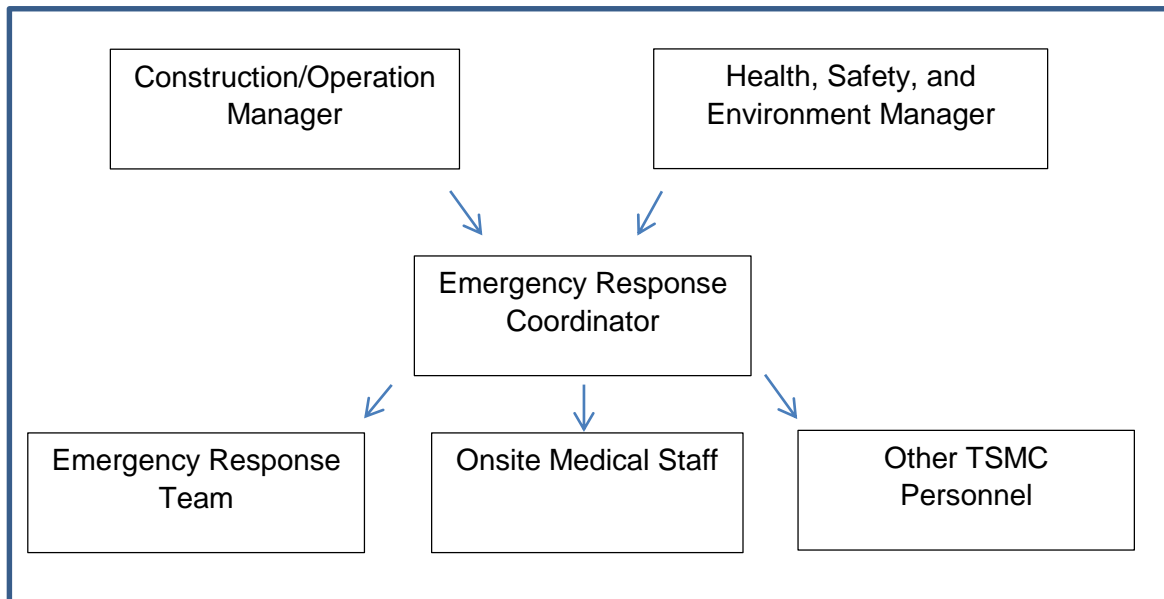 Construction/Operation
Manager
Health, Safety, and
Environment Manager
Emergency Response
Coordinator
Emergency Response
Team
Onsite Medical Staff
Other TSMC
Personnel